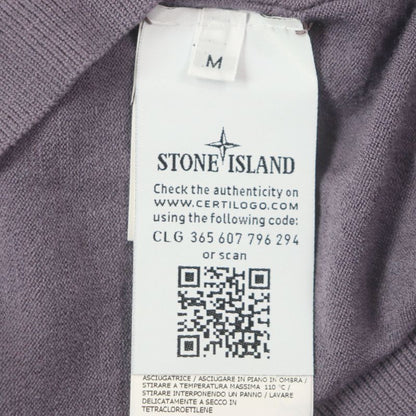 M
STONE ISLAND
Check the authenticity on
WWW.CERTILOGO.COM
using the following code:
CLG 365 607 796 294
or scan
ASCIUGATRICE / ASCIUGARE IN PIANO IN OMBRA /
STIRARE A TEMPERATURA MASSIMA 110 °C /
STIRARE INTERPONENDO UN PANNO / LAVARE
DELICATAMENTE A SECCO IN
TETRACLOROETILENE